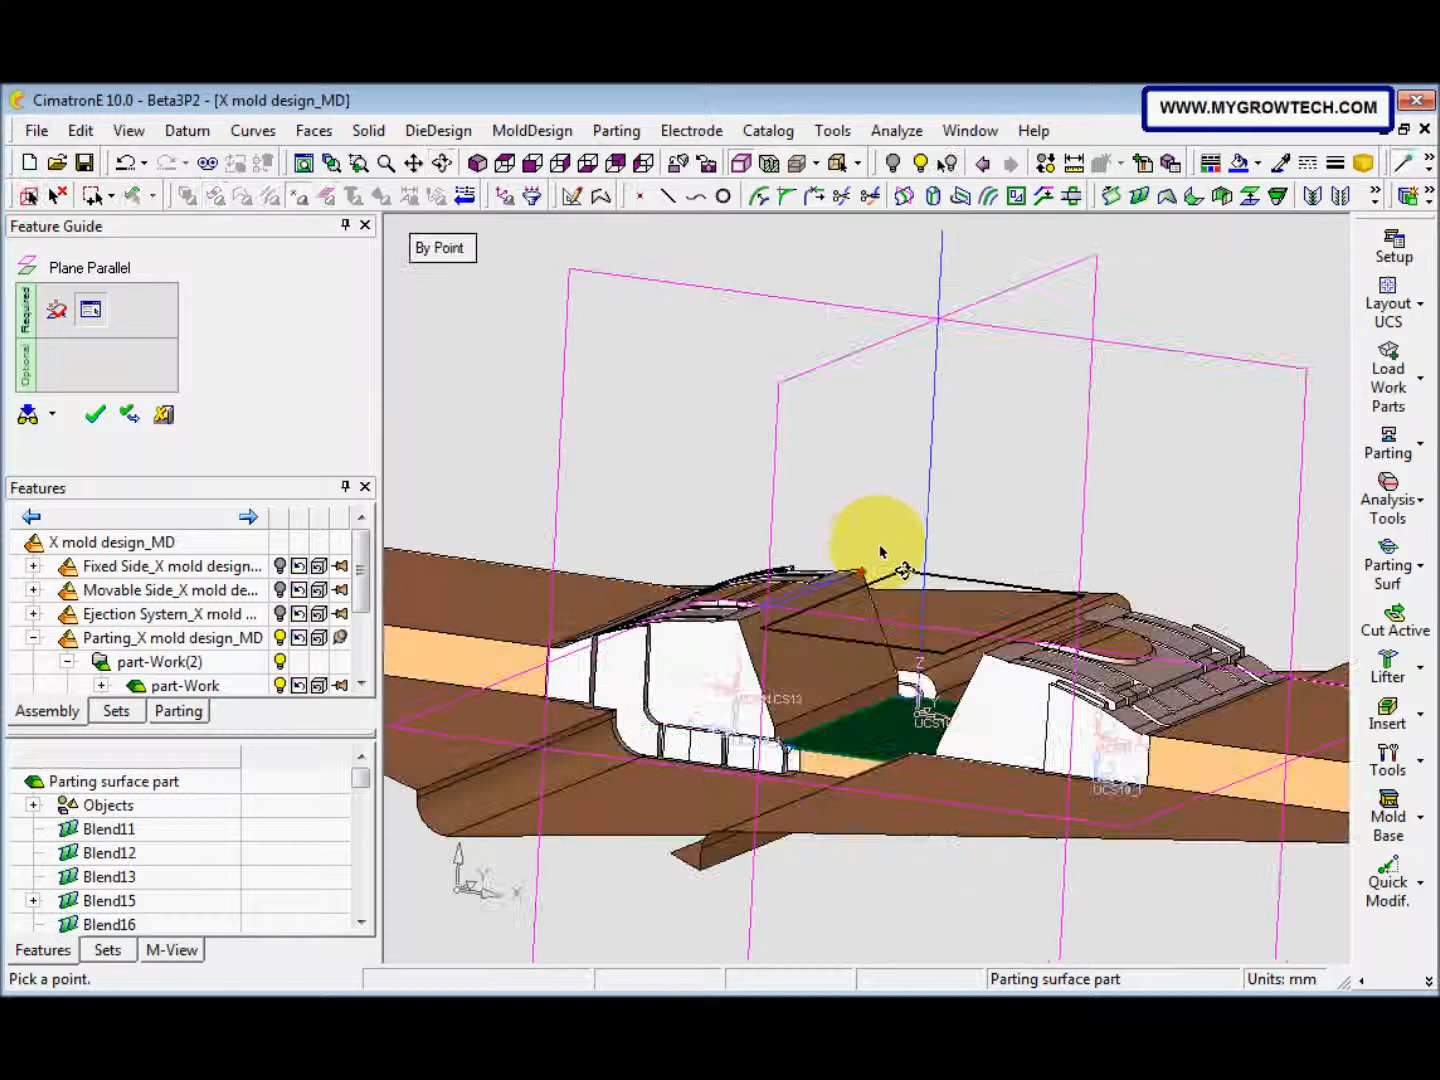 CimatronE 10.0 - Beta3P2 - [X mold design_MD]
WWW.MYGROWTECH.COM
File Edit View Datum Curves Faces Solid DieDesign MoldDesign Parting Electrode Catalog Tools Analyze Window Help
Feature Guide
By Point
Plane Parallel
Required
Optional
Features
X mold design_MD
Fixed Side_X mold design...
Movable Side_X mold de...
Ejection System_X mold ...
Parting_X mold design_MD
part-Work(2)
part-Work
Assembly Sets Parting
Parting surface part
Objects
Blend11
Blend12
Blend13
Blend15
Blend16
Features Sets M-View
Pick a point.
Parting surface part
Units: mm
Setup
Layout
UCS
Load
Work
Parts
Parting
Analysis
Tools
Parting
Surf
Cut Active
Lifter
Insert
Tools
Mold
Base
Quick
Modif.
Z